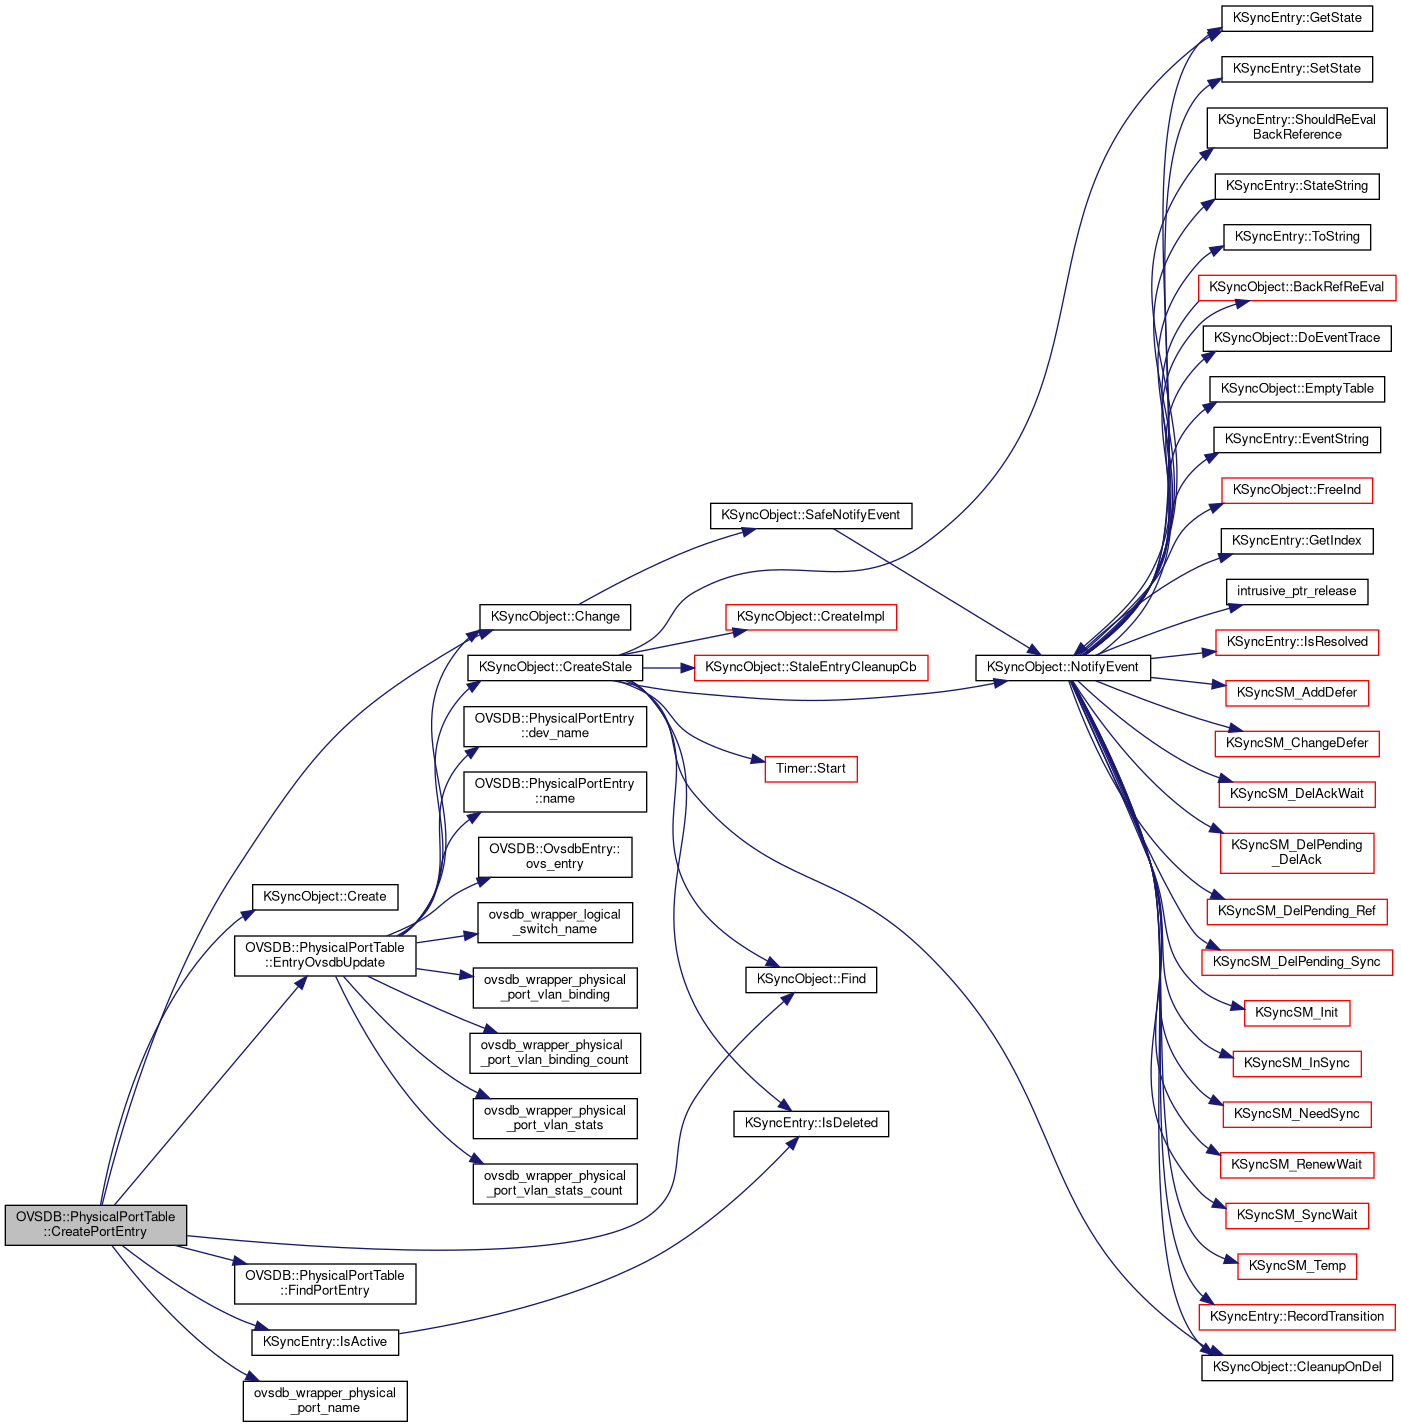 KSyncEntry::GetState
KSyncEntry::SetState
KSyncEntry::ShouldReEval
BackReference
KSyncEntry::StateString
KSyncEntry::ToString
KSyncObject::BackRefReEval
KSyncObject::DoEventTrace
KSyncObject::EmptyTable
KSyncEntry::EventString
KSyncObject::FreeInd
KSyncObject::SafeNotifyEvent
KSyncEntry::GetIndex
intrusive_ptr_release
KSyncObject::Change
KSyncObject::CreateImpl
KSyncEntry::IsResolved
KSyncObject::CreateStale
KSyncObject::StaleEntryCleanupCb
KSyncObject::NotifyEvent
KSyncSM_AddDefer
OVSDB::PhysicalPortEntry
::dev_name
KSyncSM_ChangeDefer
Timer::Start
OVSDB::PhysicalPortEntry
::name
KSyncSM_DelAckWait
OVSDB::OvsdbEntry::
ovs_entry
KSyncSM_DelPending
_DelAck
KSyncObject::Create
ovsdb_wrapper_logical
_switch_name
KSyncSM_DelPending_Ref
OVSDB::PhysicalPortTable
::EntryOvsdbUpdate
KSyncSM_DelPending_Sync
ovsdb_wrapper_physical
_port_vlan_binding
KSyncObject::Find
KSyncSM_Init
ovsdb_wrapper_physical
_port_vlan_binding_count
KSyncSM_InSync
ovsdb_wrapper_physical
_port_vlan_stats
KSyncSM_NeedSync
KSyncEntry::IsDeleted
ovsdb_wrapper_physical
_port_vlan_stats_count
KSyncSM_RenewWait
OVSDB::PhysicalPortTable
::CreatePortEntry
KSyncSM_SyncWait
KSyncSM_Temp
OVSDB::PhysicalPortTable
::FindPortEntry
KSyncEntry::RecordTransition
KSyncEntry::IsActive
KSyncObject::CleanupOnDel
ovsdb_wrapper_physical
_port_name